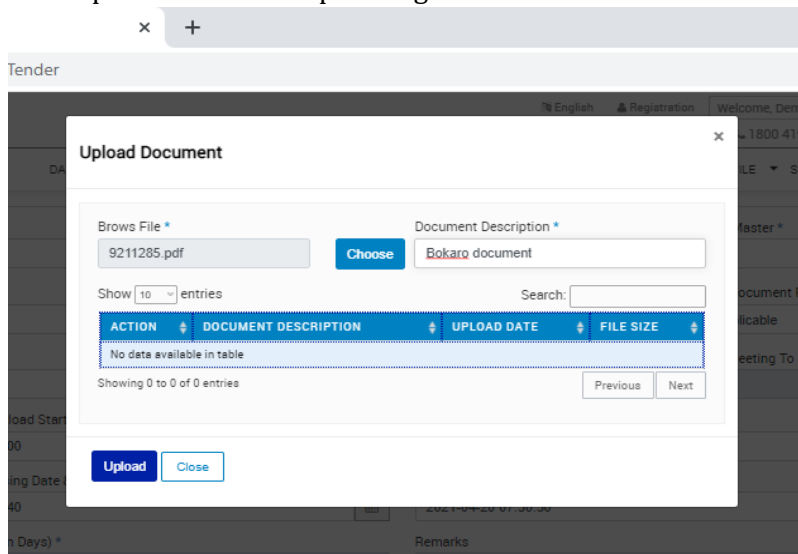 × +
Tender
English Registration Welcome, Dem
1800 41
Upload Document ×
DA ILE S
Brows File * Document Description * Master *
9211285.pdf Choose Bokaro document
Show 10 entries Search: ocument
ACTION DOCUMENT DESCRIPTION UPLOAD DATE FILE SIZE licable
No data available in table eeting To
Showing 0 to 0 of 0 entries Previous Next
load Start
00
Upload Close
sing Date &
40
n Days) * Remarks